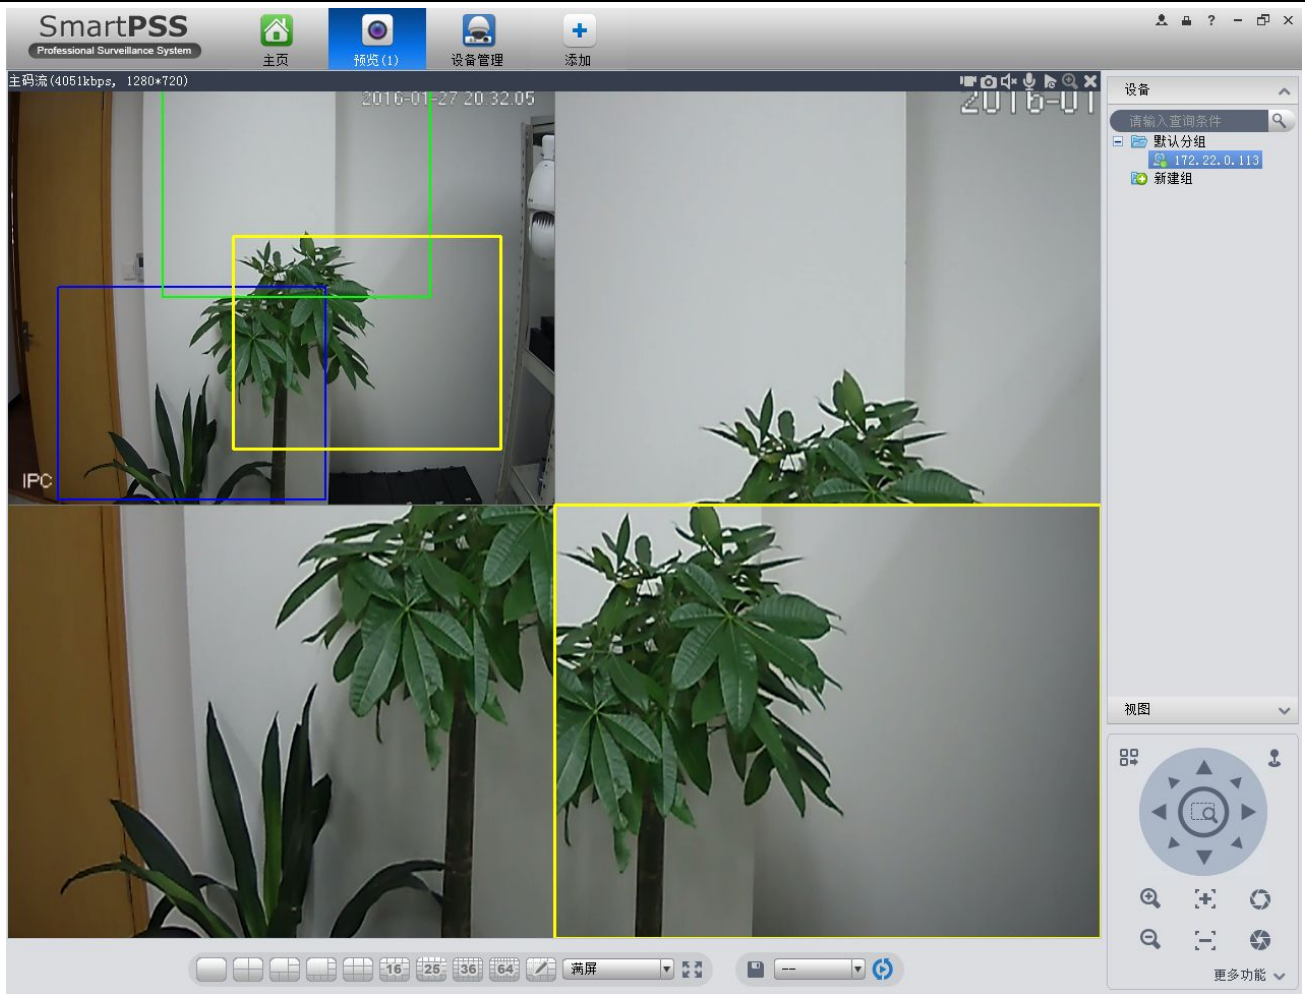 SmartPSS
Professional Surveillance System
主页
预览(1)
设备管理
添加
?
主码流(4051kbps, 1280*720)
2016-01-27 20:32:05
2016-01
IPC
设备
请输入查询条件
默认分组
172.22.0.113
新建组
视图
16
25
36
64
满屏
--
更多功能